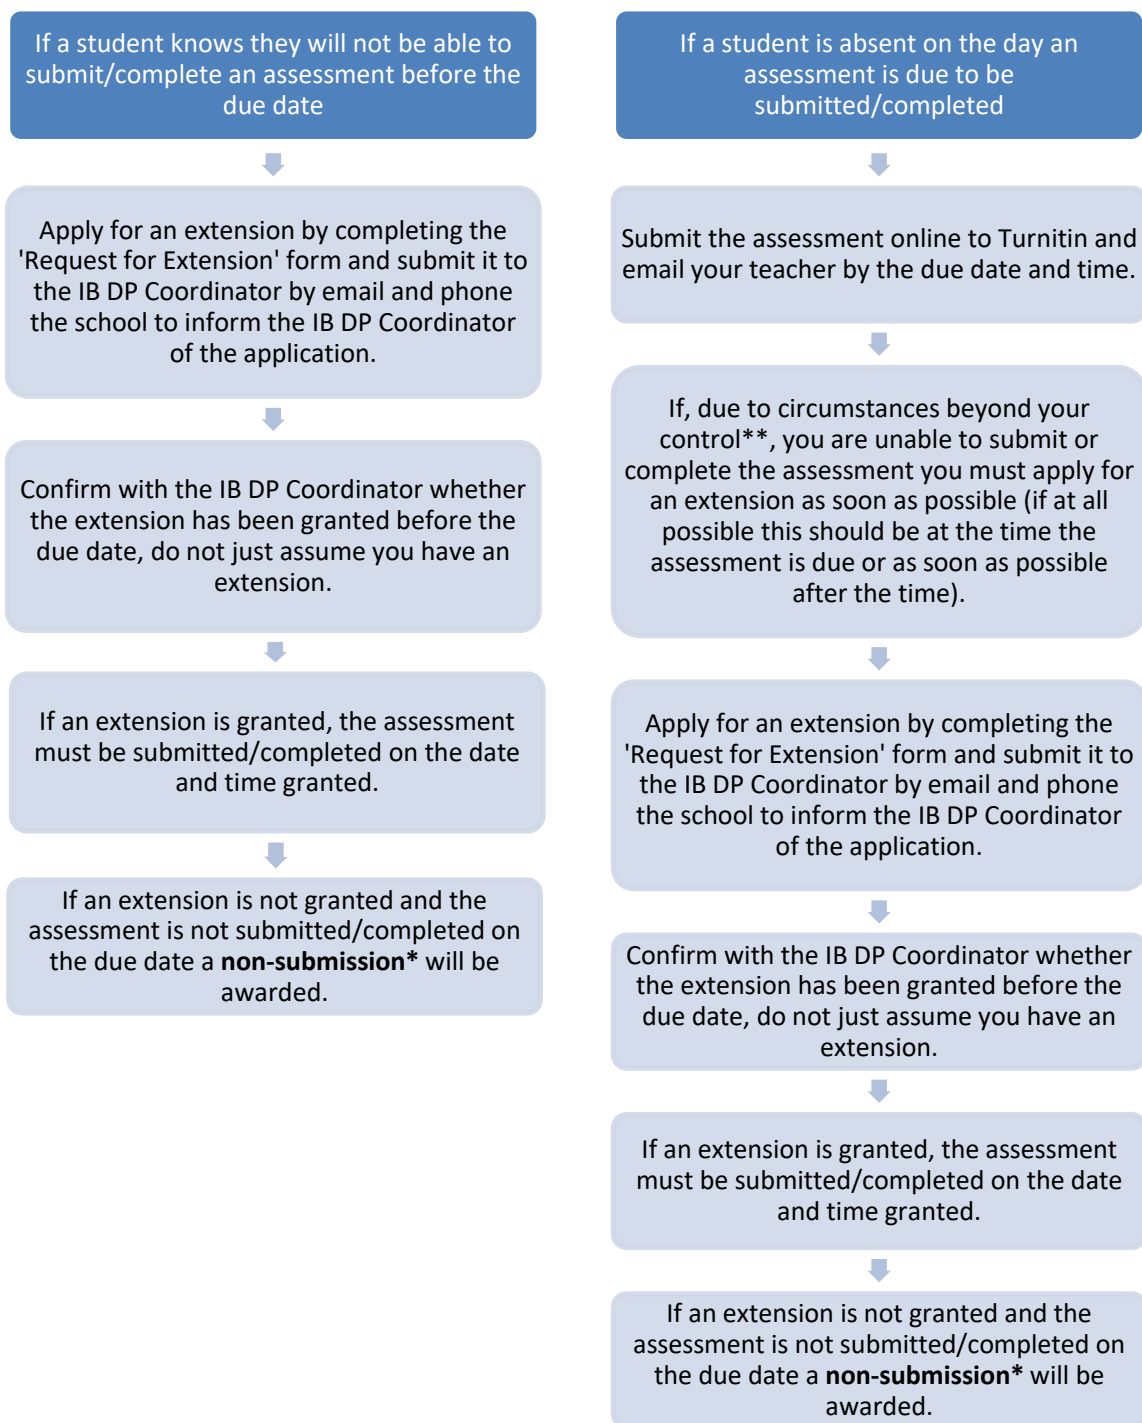 If a student knows they will not be able to
submit/complete an assessment before the
due date
Apply for an extension by completing the
'Request for Extension' form and submit it to
the IB DP Coordinator by email and phone
the school to inform the IB DP Coordinator
of the application.
Confirm with the IB DP Coordinator whether
the extension has been granted before the
due date, do not just assume you have an
extension.
If an extension is granted, the assessment
must be submitted/completed on the date
and time granted.
If an extension is not granted and the
assessment is not submitted/completed on
the due date a non-submission* will be
awarded.
If a student is absent on the day an
assessment is due to be
submitted/completed
Submit the assessment online to Turnitin and
email your teacher by the due date and time.
If, due to circumstances beyond your
control**, you are unable to submit or
complete the assessment you must apply for
an extension as soon as possible (if at all
possible this should be at the time the
assessment is due or as soon as possible
after the time).
Apply for an extension by completing the
'Request for Extension' form and submit it to
the IB DP Coordinator by email and phone
the school to inform the IB DP Coordinator
of the application.
Confirm with the IB DP Coordinator whether
the extension has been granted before the
due date, do not just assume you have an
extension.
If an extension is granted, the assessment
must be submitted/completed on the date
and time granted.
If an extension is not granted and the
assessment is not submitted/completed on
the due date a non-submission* will be
awarded.